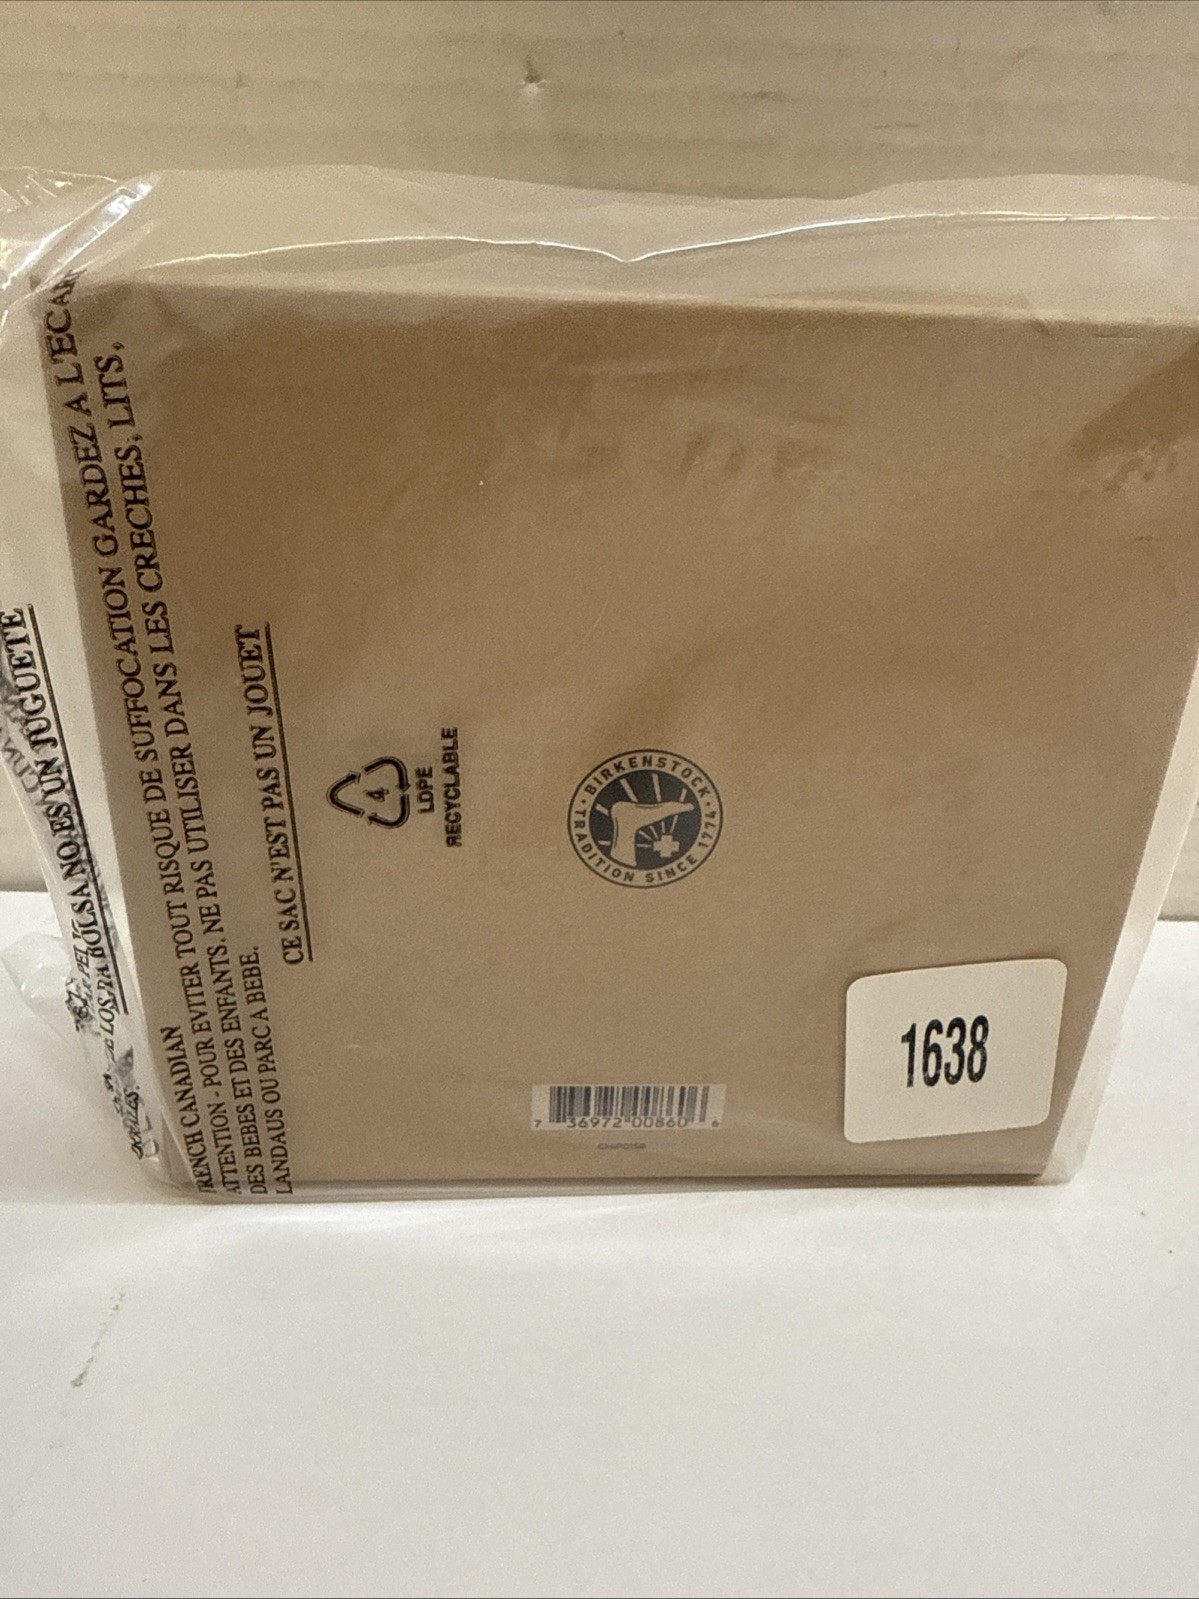 BOLSA NO ES UN JUGUETE
FRENCH CANADIAN
ATTENTION - POUR EVITER TOUT RISQUE DE SUFFOCATION GARDEZ A L'ECAR
DES BEBES ET DES ENFANTS. NE PAS UTILISER DANS LES CRECHES, LITS,
LANDAUS OU PARC A BEBE.
CE SAC N'EST PAS UN JOUET
4
LDPE
RECYCLABLE
BIRKENSTOCK
TRADITION SINCE 1774
1638
7 36972 00860 6